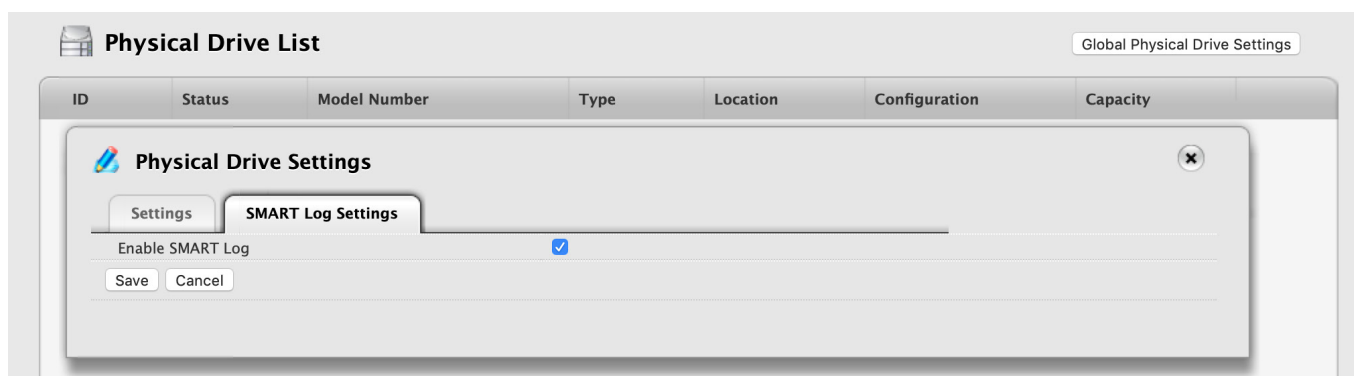 Physical Drive List
Global Physical Drive Settings
ID Status Model Number Type Location Configuration Capacity
Physical Drive Settings
Settings SMART Log Settings
Enable SMART Log
Save Cancel